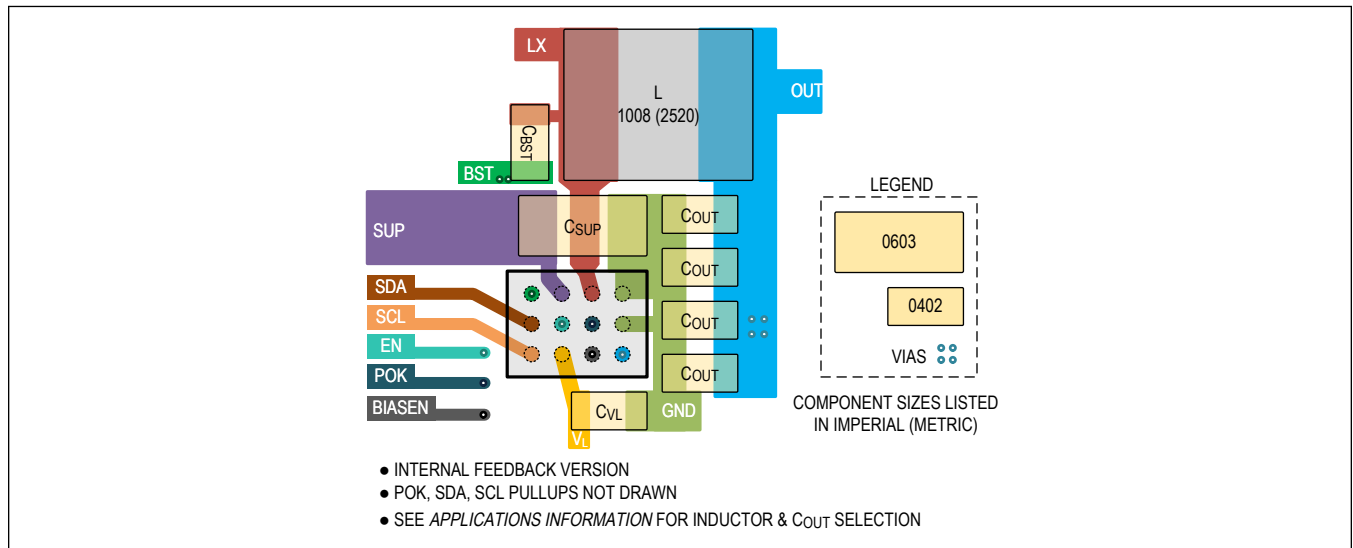 LX
L
1008 (2520)
OUT
CBST
BST
SUP
CSUP
COUT
COUT
COUT
COUT
SDA
SCL
EN
POK
BIASEN
CVL
GND
VL
LEGEND
0603
0402
VIAS
COMPONENT SIZES LISTED
IN IMPERIAL (METRIC)
● INTERNAL FEEDBACK VERSION
● POK, SDA, SCL PULLUPS NOT DRAWN
● SEE APPLICATIONS INFORMATION FOR INDUCTOR & COUT SELECTION